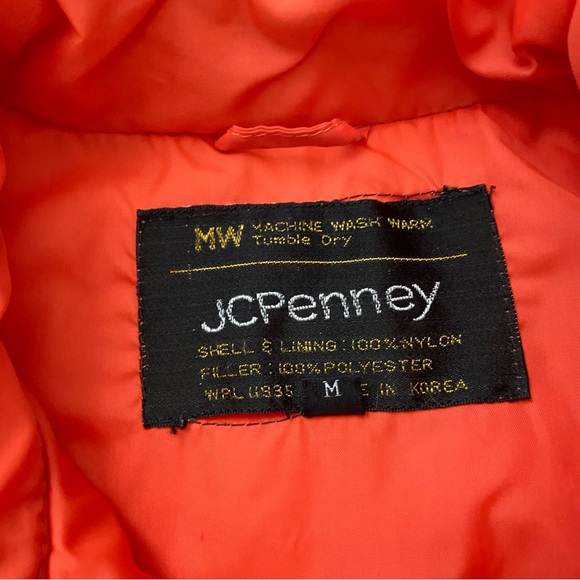 MW MACHINE WASH WARM
Tumble Dry
JCPenney
SHELL & LINING : 100% NYLON
FILLER : 100% POLYESTER
WPL M E IN KOREA